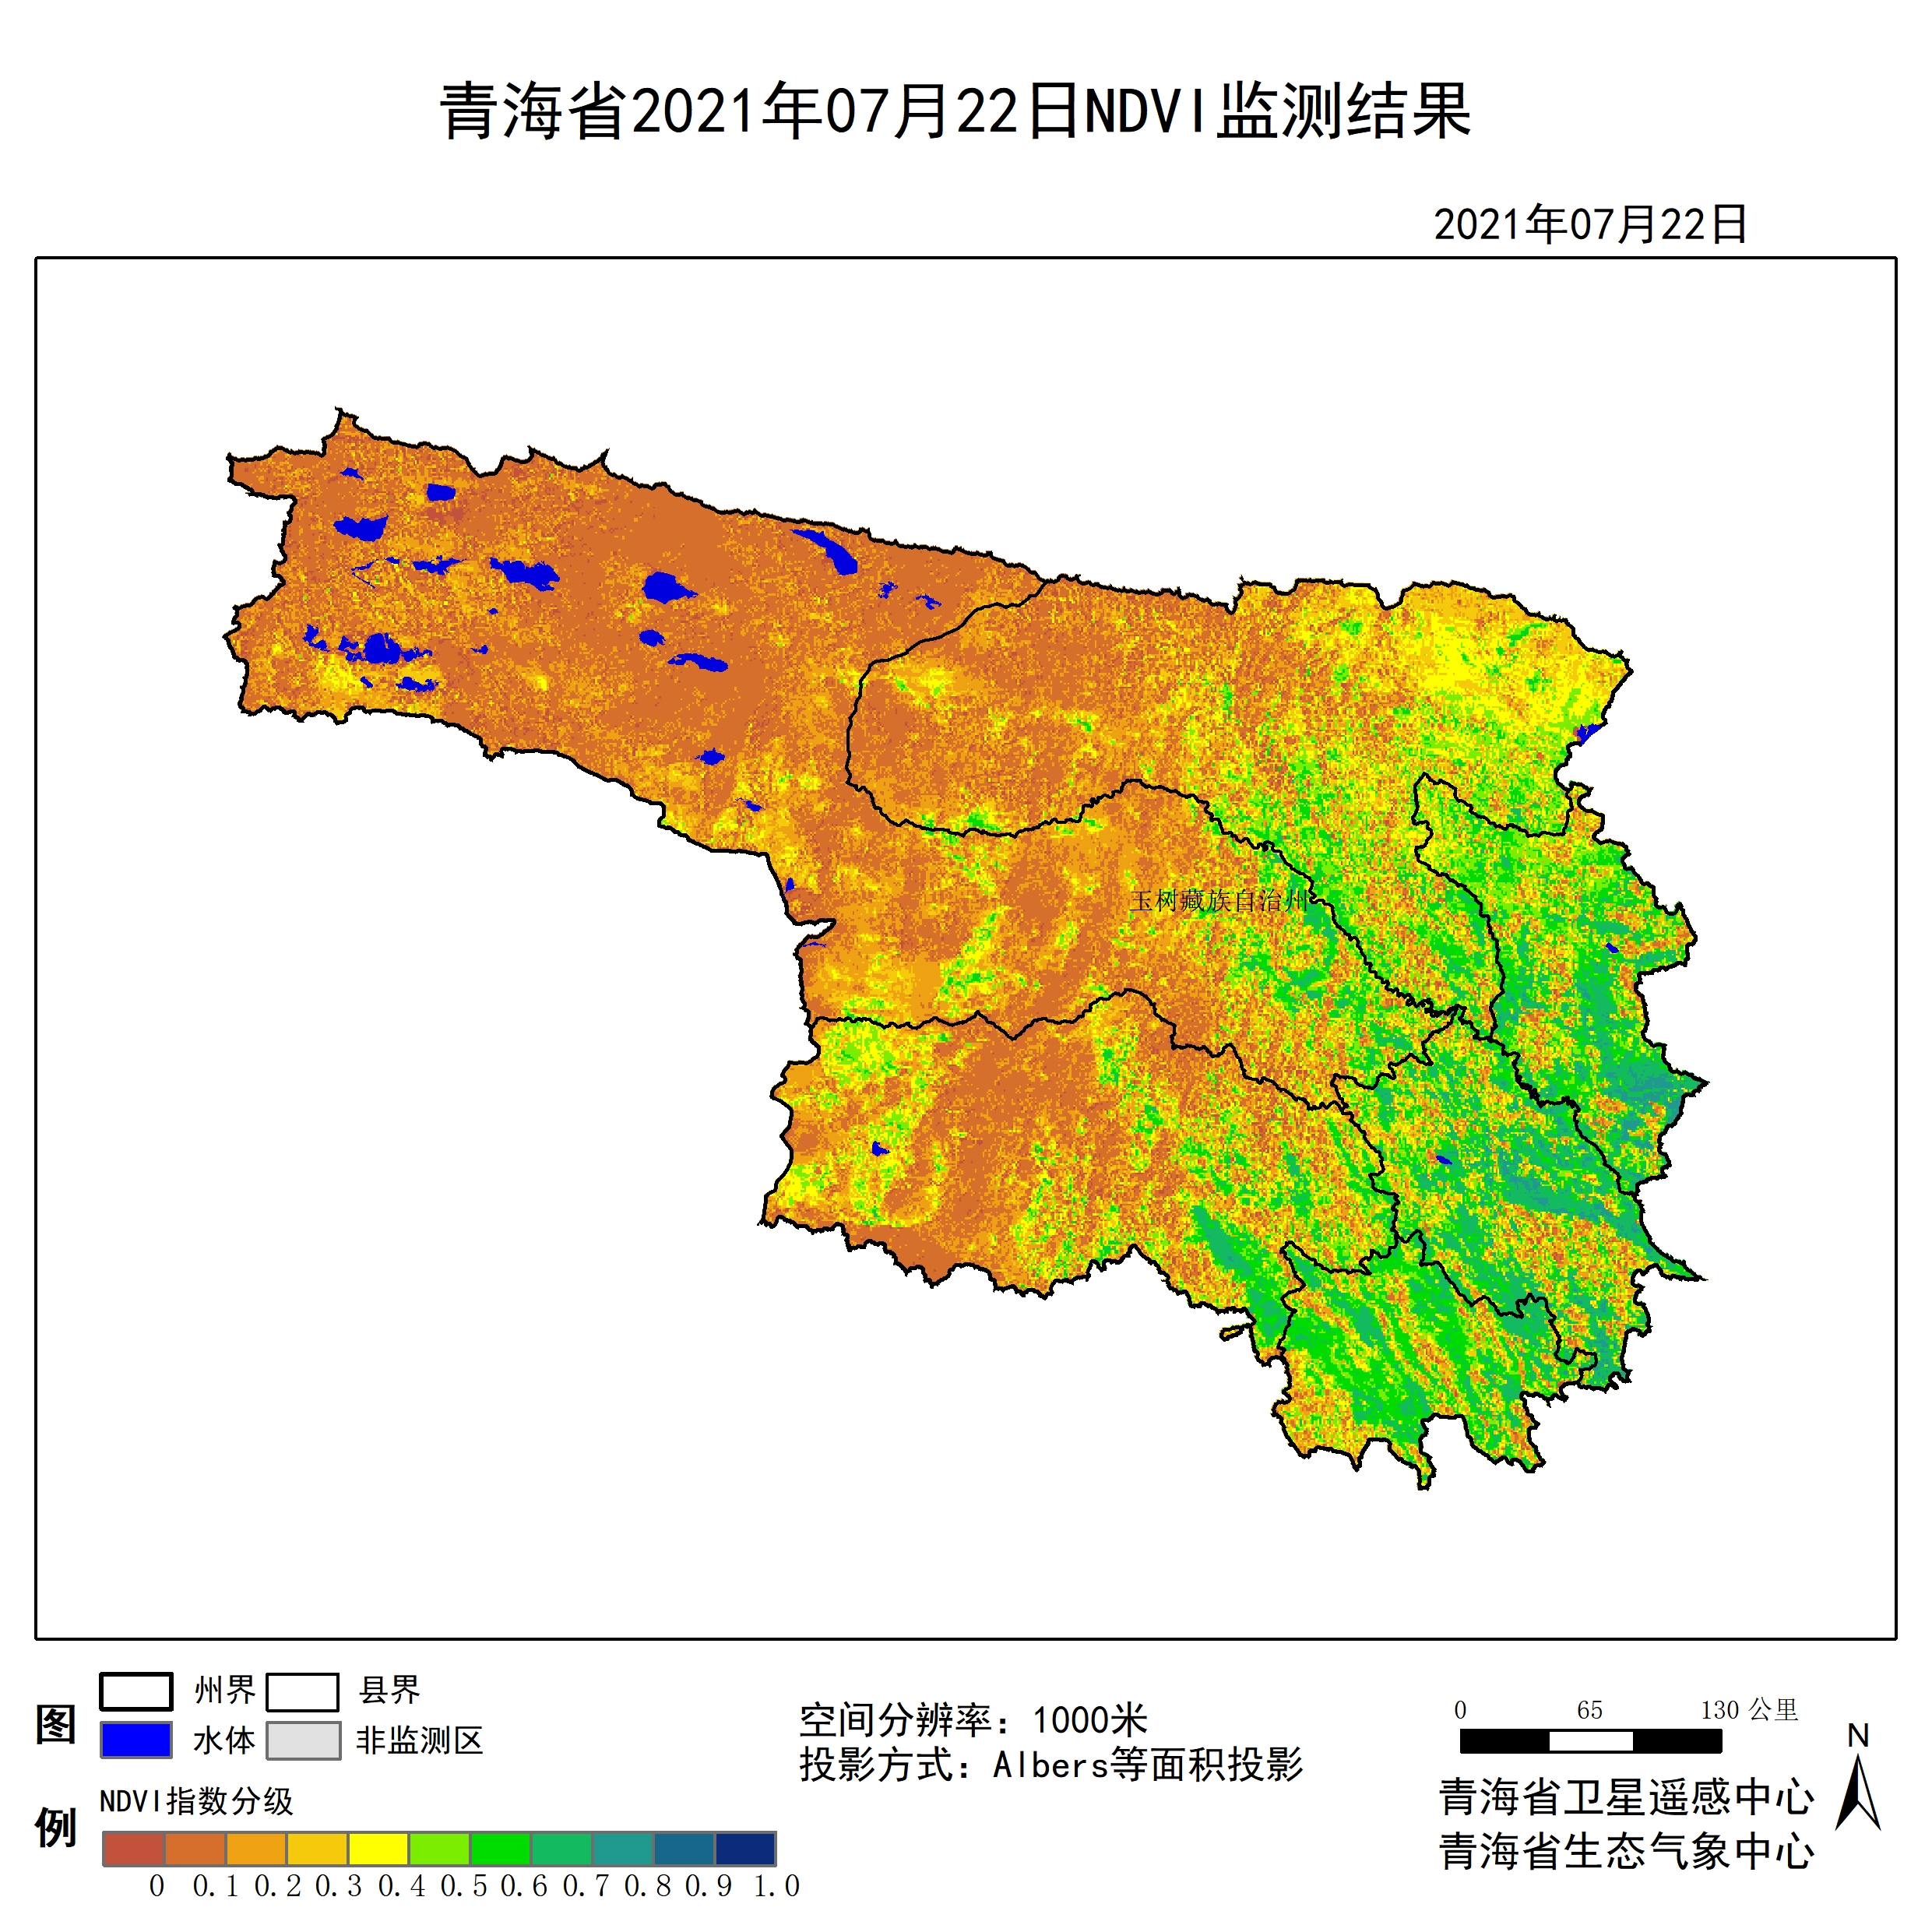 青海省2021年07月22日NDVI监测结果
2021年07月22日
玉树藏族自治州
图例
州界 县界
水体 非监测区
NDVI指数分级
0 0.1 0.2 0.3 0.4 0.5 0.6 0.7 0.8 0.9 1.0
空间分辨率：1000米
投影方式：Albers等面积投影
0 65 130 公里
N
青海省卫星遥感中心
青海省生态气象中心